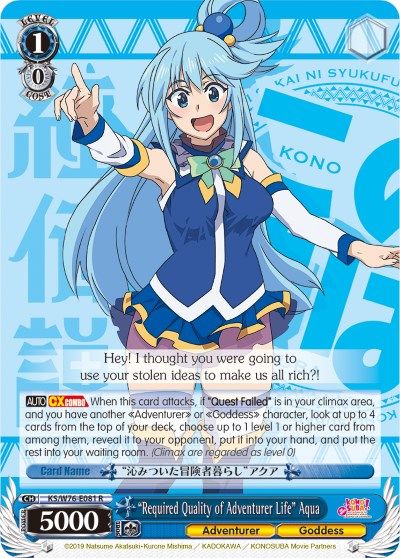 LEVEL
1
0
COST
KAI NI SYUKUFU
KONO
Hey! I thought you were going to
use your stolen ideas to make us all rich?!
AUTO CX COMBO When this card attacks, if "Quest Failed" is in your climax area,
and you have another «Adventurer» or «Goddess» character, look at up to 4
cards from the top of your deck, choose up to 1 level 1 or higher card from
among them, reveal it to your opponent, put it into your hand, and put
the rest into your waiting room. (Climax are regarded as level 0)
Card Name
"沁みついた冒険者暮らし"アクア
KS/W76-E081 R
5000
"Required Quality of Adventurer Life" Aqua
Adventurer
Goddess
©2019 Natsume Akatsuki・Kurone Mishima / KADOKAWA / KONOSUBA Movie Partners